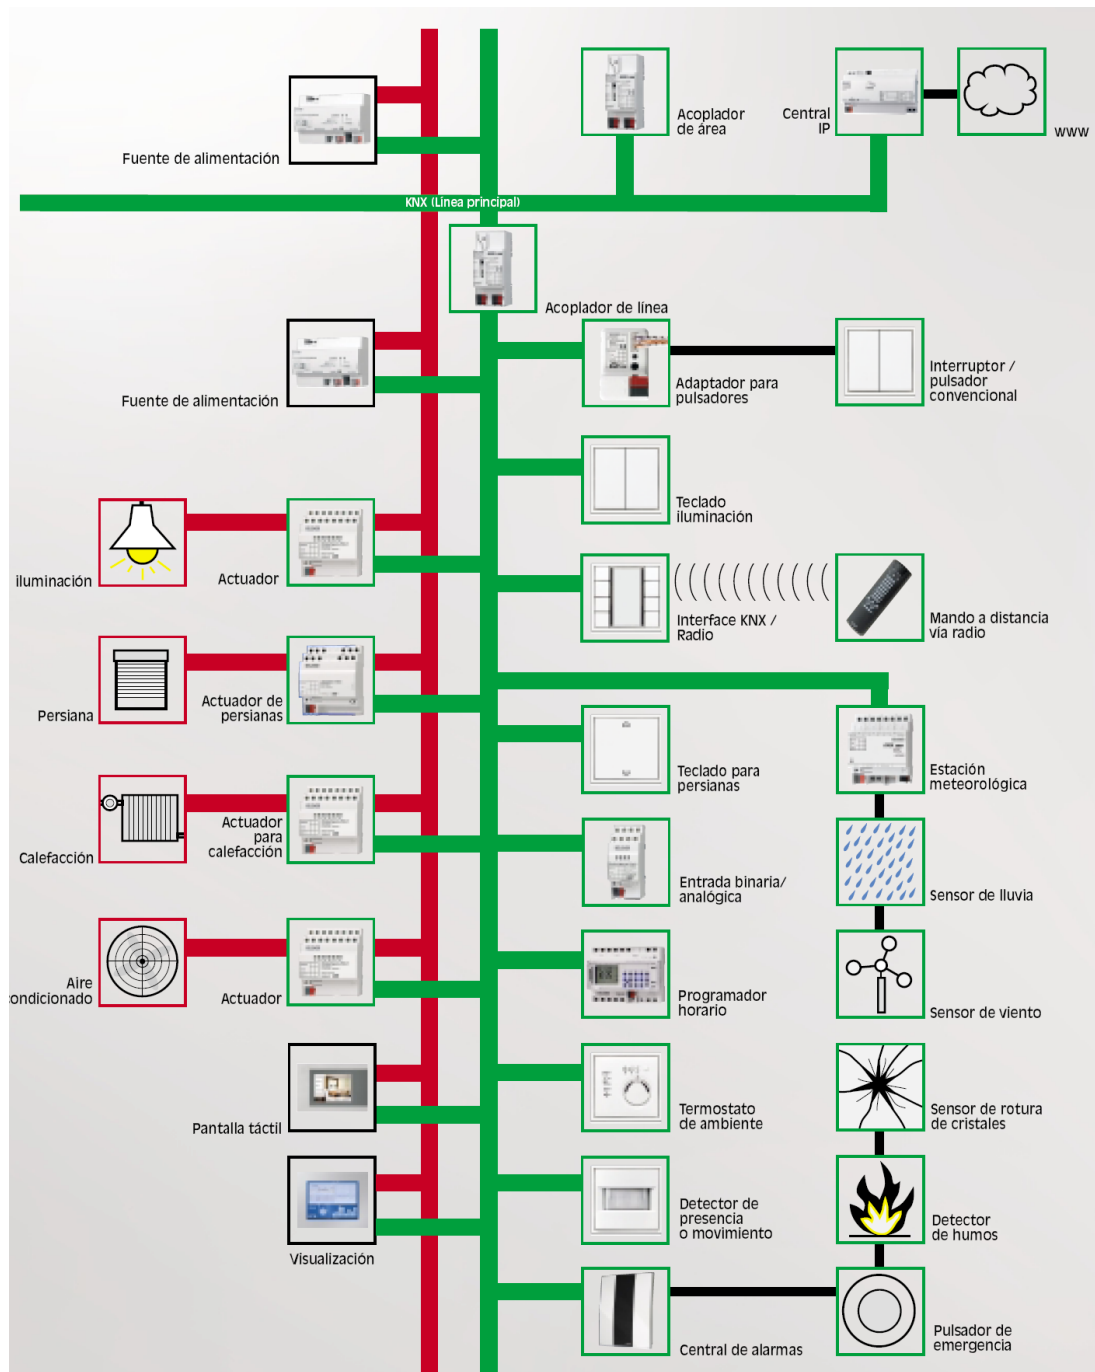 Acoplador
de área
Central
IP
www
Fuente de alimentación
KNX (Línea principal)
Acoplador de línea
Fuente de alimentación
Adaptador para
pulsadores
Interruptor /
pulsador
convencional
Teclado
iluminación
iluminación
Actuador
Interface KNX /
Radio
Mando a distancia
vía radio
Persiana
Actuador de
persianas
Teclado para
persianas
Estación
meteorológica
Calefacción
Actuador
para
calefacción
Entrada binaria/
analógica
Sensor de lluvia
Aire
condicionado
Actuador
Programador
horario
Sensor de viento
Pantalla táctil
Termostato
de ambiente
Sensor de rotura
de cristales
Visualización
Detector de
presencia
o movimiento
Detector
de humos
Central de alarmas
Pulsador de
emergencia